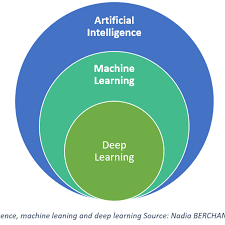 Artificial
Intelligence
Machine
Learning
Deep
Learning
ence, machine leaning and deep learning Source: Nadia BERCHAN